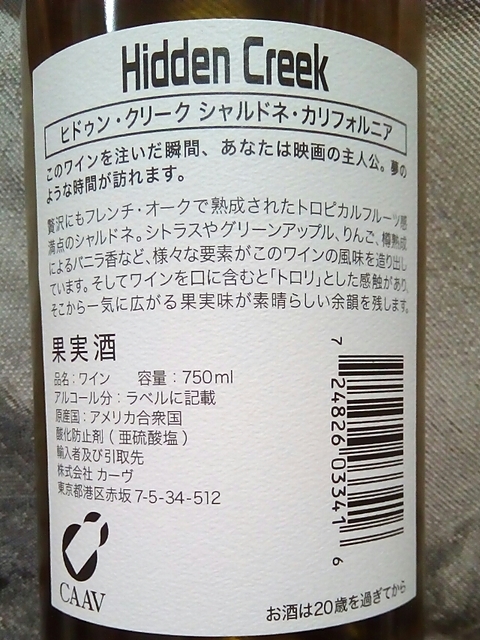 Hidden Creek
ヒドゥン・クリーク シャルドネ・カリフォルニア
このワインを注いだ瞬間、あなたは映画の主人公。夢の
ような時間が訪れます。
贅沢にもフレンチ・オークで熟成されたトロピカルフルーツ感
満点のシャルドネ。シトラスやグリーンアップル、りんご、樽熟成
によるバニラ香など、様々な要素がこのワインの風味を造り出し
ています。そしてワインを口に含むと「トロリ」とした感触があり、
そこから一気に広がる果実味が素晴らしい余韻を残します。
果実酒
品名：ワイン 容量：750ml
アルコール分：ラベルに記載
原産国：アメリカ合衆国
酸化防止剤（亜硫酸塩）
輸入者及び引取先
株式会社 カーヴ
東京都港区赤坂7-5-34-512
CAAV
7 24826 03341 6
お酒は20歳を過ぎてから